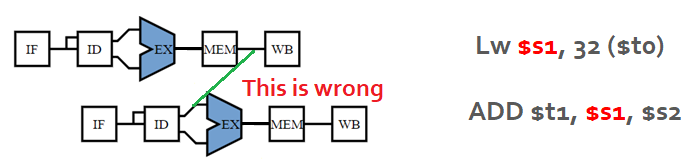 IF ID EX MEM WB Lw $s1, 32 ($t0)
This is wrong
IF ID EX MEM WB ADD $t1, $s1, $s2